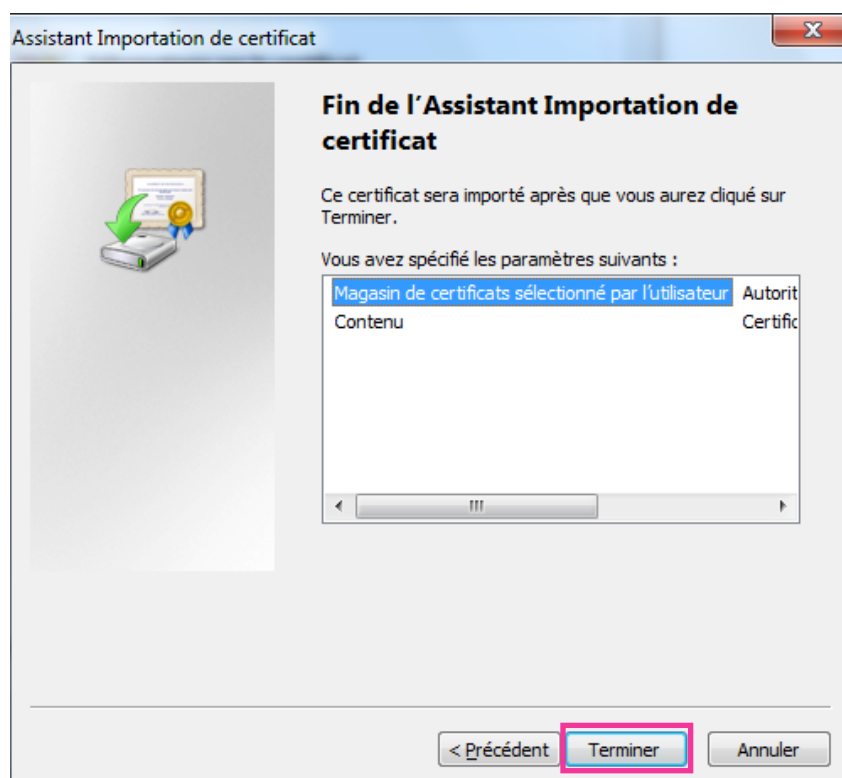 Assistant Importation de certificat
Fin de l'Assistant Importation de
certificat
Ce certificat sera importé après que vous aurez cliqué sur
Terminer.
Vous avez spécifié les paramètres suivants :
Magasin de certificats sélectionné par l'utilisateur Autorit
Contenu Certific
< Précédent Terminer Annuler